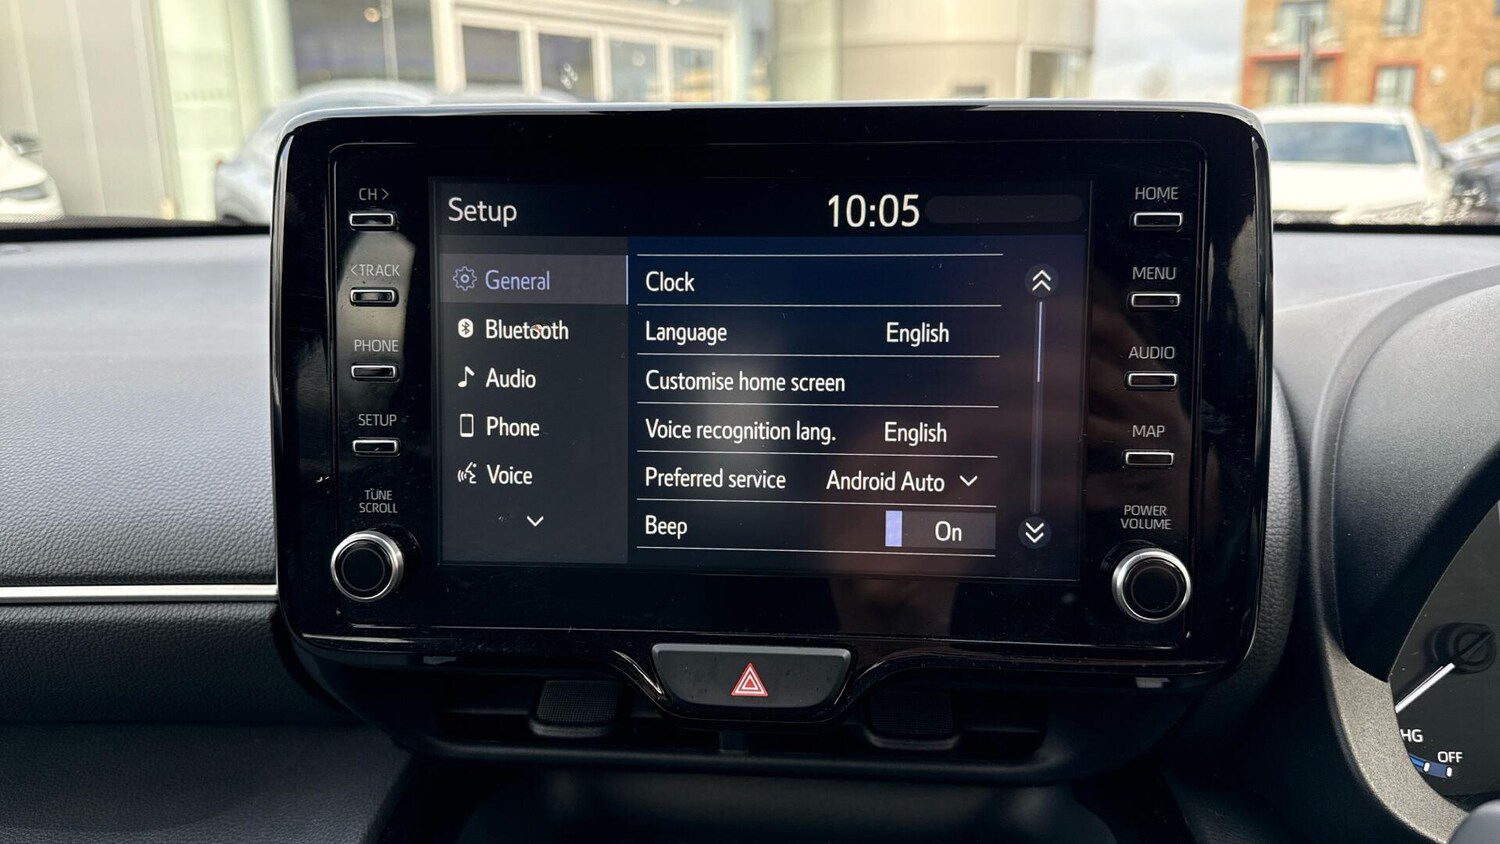 CH >
< TRACK
PHONE
SETUP
TUNE
SCROLL
Setup
10:05
General
Bluetooth
Audio
Phone
Voice
Clock
Language English
Customise home screen
Voice recognition lang. English
Preferred service Android Auto
Beep On
HOME
MENU
AUDIO
MAP
POWER
VOLUME
HG
OFF